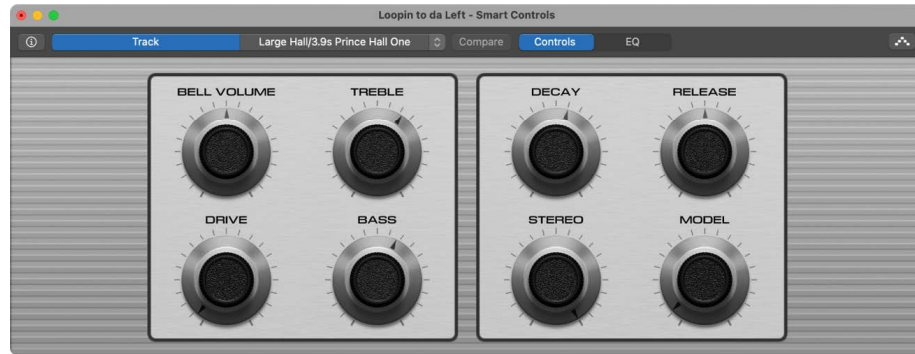 Loopin to da Left - Smart Controls
Track Large Hall/3.9s Prince Hall One Compare Controls EQ
BELL VOLUME TREBLE DECAY RELEASE
DRIVE BASS STEREO MODEL